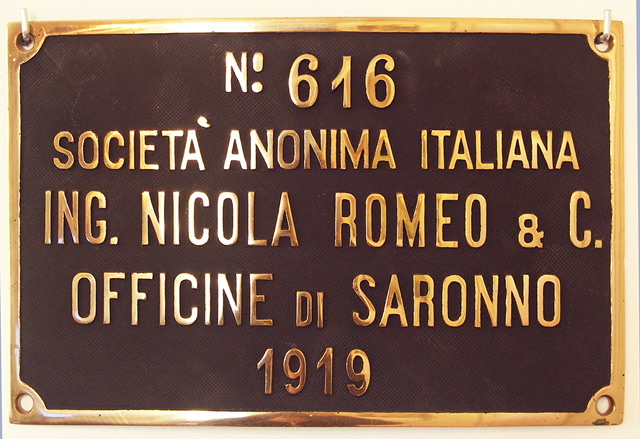 Nº 616
SOCIETÀ ANONIMA ITALIANA
ING. NICOLA ROMEO & C.
OFFICINE DI SARONNO
1919